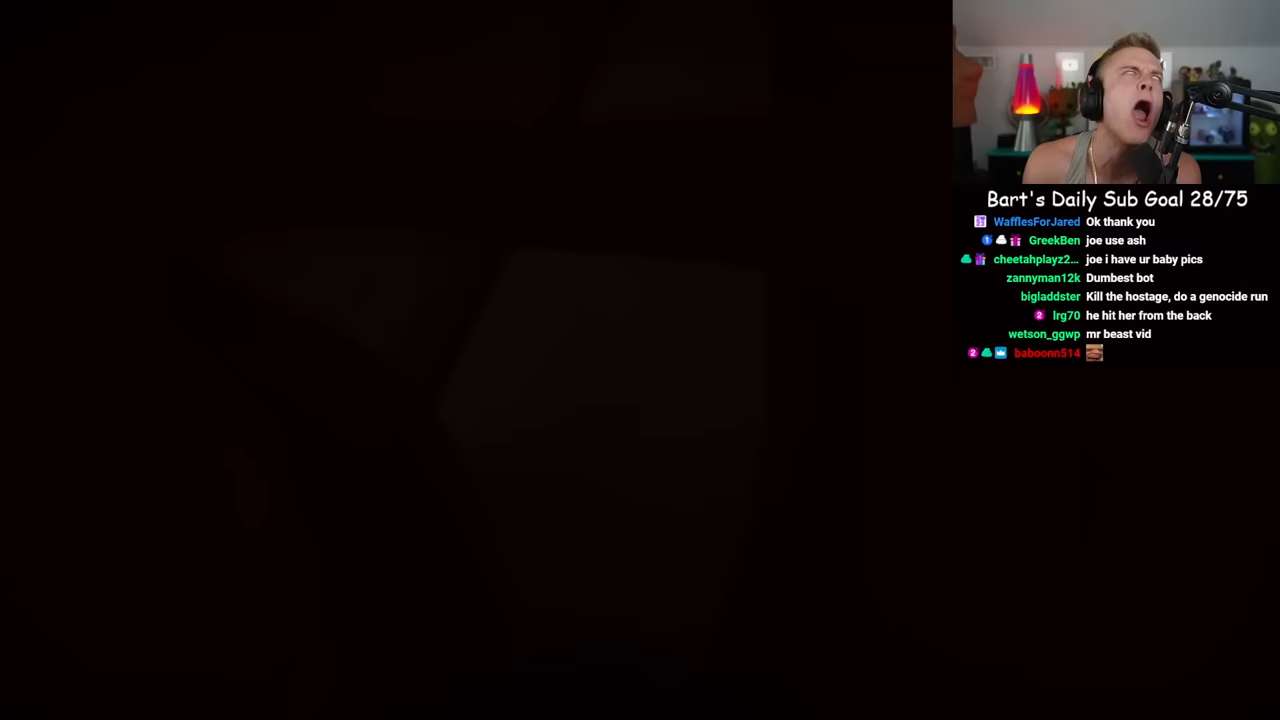 Bart's Daily Sub Goal 28/75
WafflesForJared Ok thank you
GreekBen joe use ash
cheetahplayz2... joe i have ur baby pics
zannyman12k Dumbest bot
bigladdster Kill the hostage, do a genocide run
2 lrg70 he hit her from the back
wetson_ggwp mr beast vid
2 baboonn514